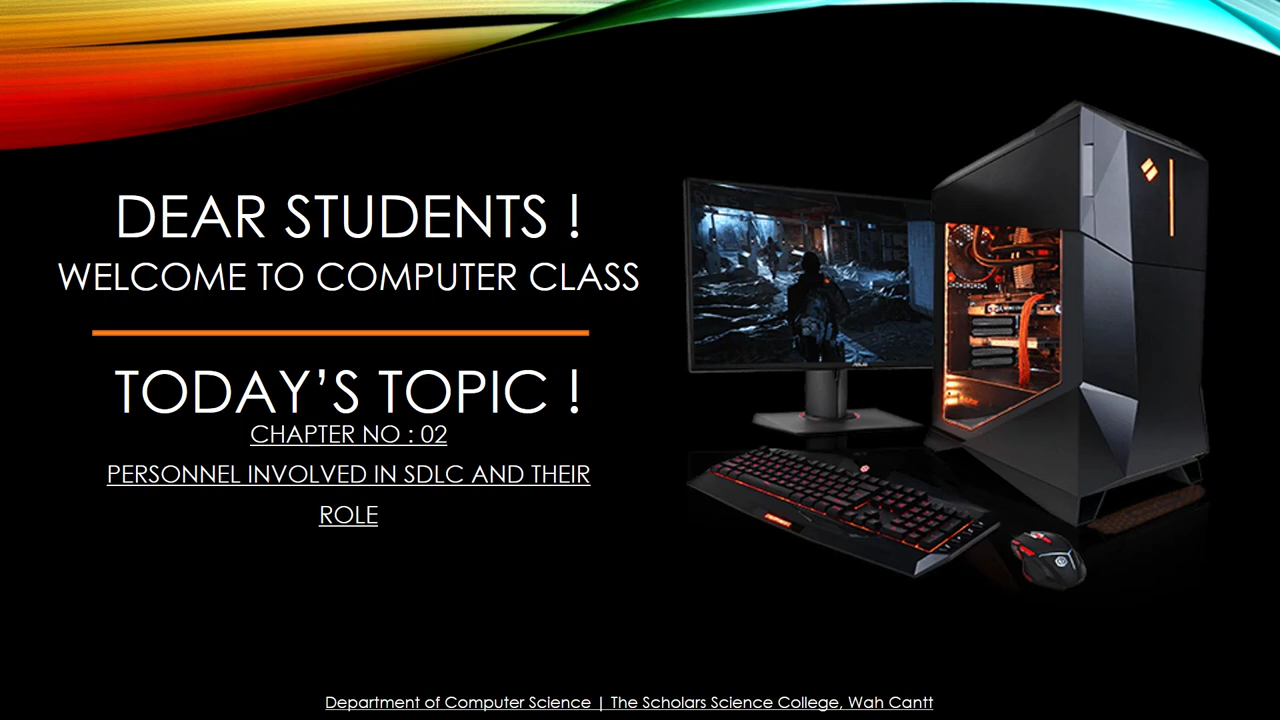 DEAR STUDENTS !
WELCOME TO COMPUTER CLASS
TODAY’S TOPIC !
CHAPTER NO : 02
PERSONNEL INVOLVED IN SDLC AND THEIR
ROLE
Department of Computer Science | The Scholars Science College, Wah Cantt